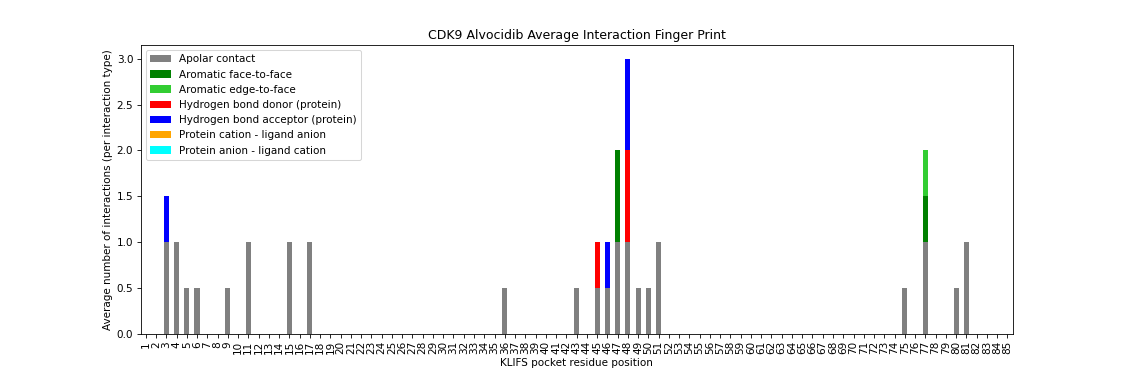 CDK9 Alvocidib Average Interaction Finger Print
Average number of interactions (per interaction type)
3.0
2.5
2.0
1.5
1.0
0.5
0.0
Apolar contact
Aromatic face-to-face
Aromatic edge-to-face
Hydrogen bond donor (protein)
Hydrogen bond acceptor (protein)
Protein cation - ligand anion
Protein anion - ligand cation
1 2 3 4 5 6 7 8 9 10 11 12 13 14 15 16 17 18 19 20 21 22 23 24 25 26 27 28 29 30 31 32 33 34 35 36 37 38 39 40 41 42 43 44 45 46 47 48 49 50 51 52 53 54 55 56 57 58 59 60 61 62 63 64 65 66 67 68 69 70 71 72 73 74 75 76 77 78 79 80 81 82 83 84 85
KLIFS pocket residue position